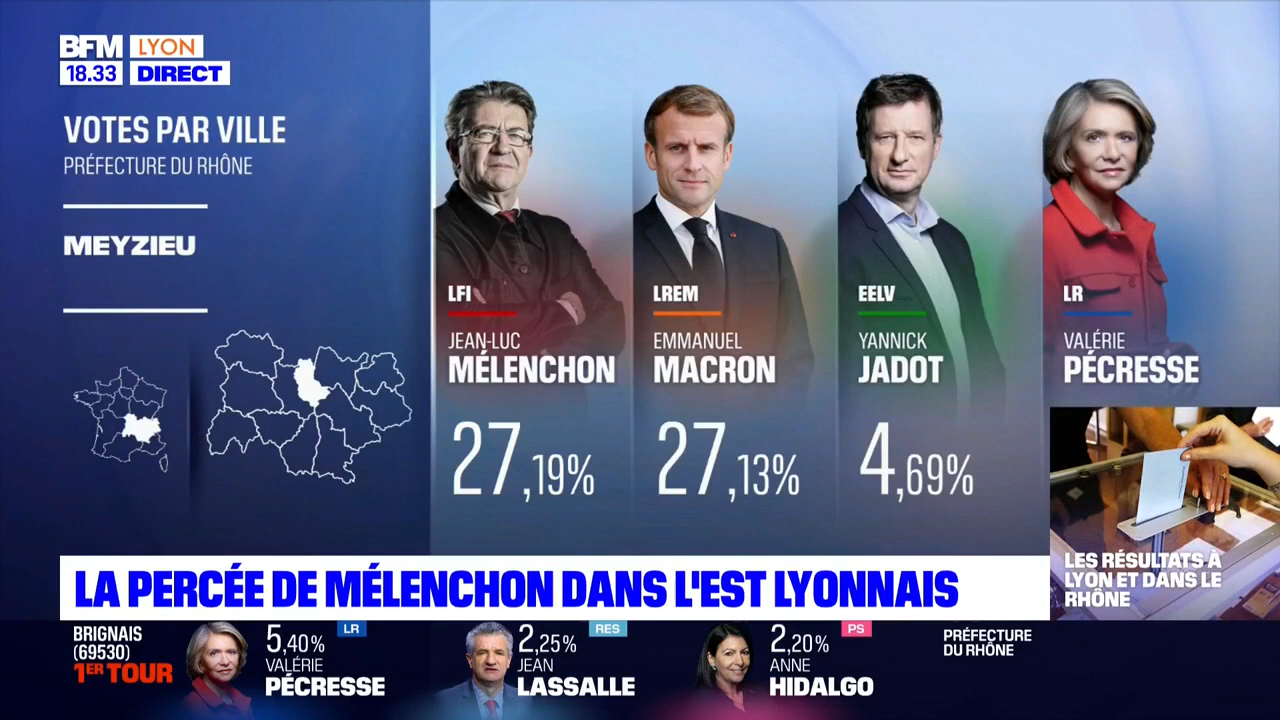 BFM LYON
18.33 DIRECT
VOTES PAR VILLE
PRÉFECTURE DU RHÔNE
MEYZIEU
LFI
JEAN-LUC
MÉLENCHON
27,19%
LREM
EMMANUEL
MACRON
27,13%
EELV
YANNICK
JADOT
4,69%
LR
VALÉRIE
PÉCRESSE
LES RÉSULTATS À
LYON ET DANS LE
RHÔNE
LA PERCÉE DE MÉLENCHON DANS L'EST LYONNAIS
BRIGNAIS
(69530)
1ER TOUR
5,40% LR
VALÉRIE
PÉCRESSE
2,25% RES
JEAN
LASSALLE
2,20% PS
ANNE
HIDALGO
PRÉFECTURE
DU RHÔNE